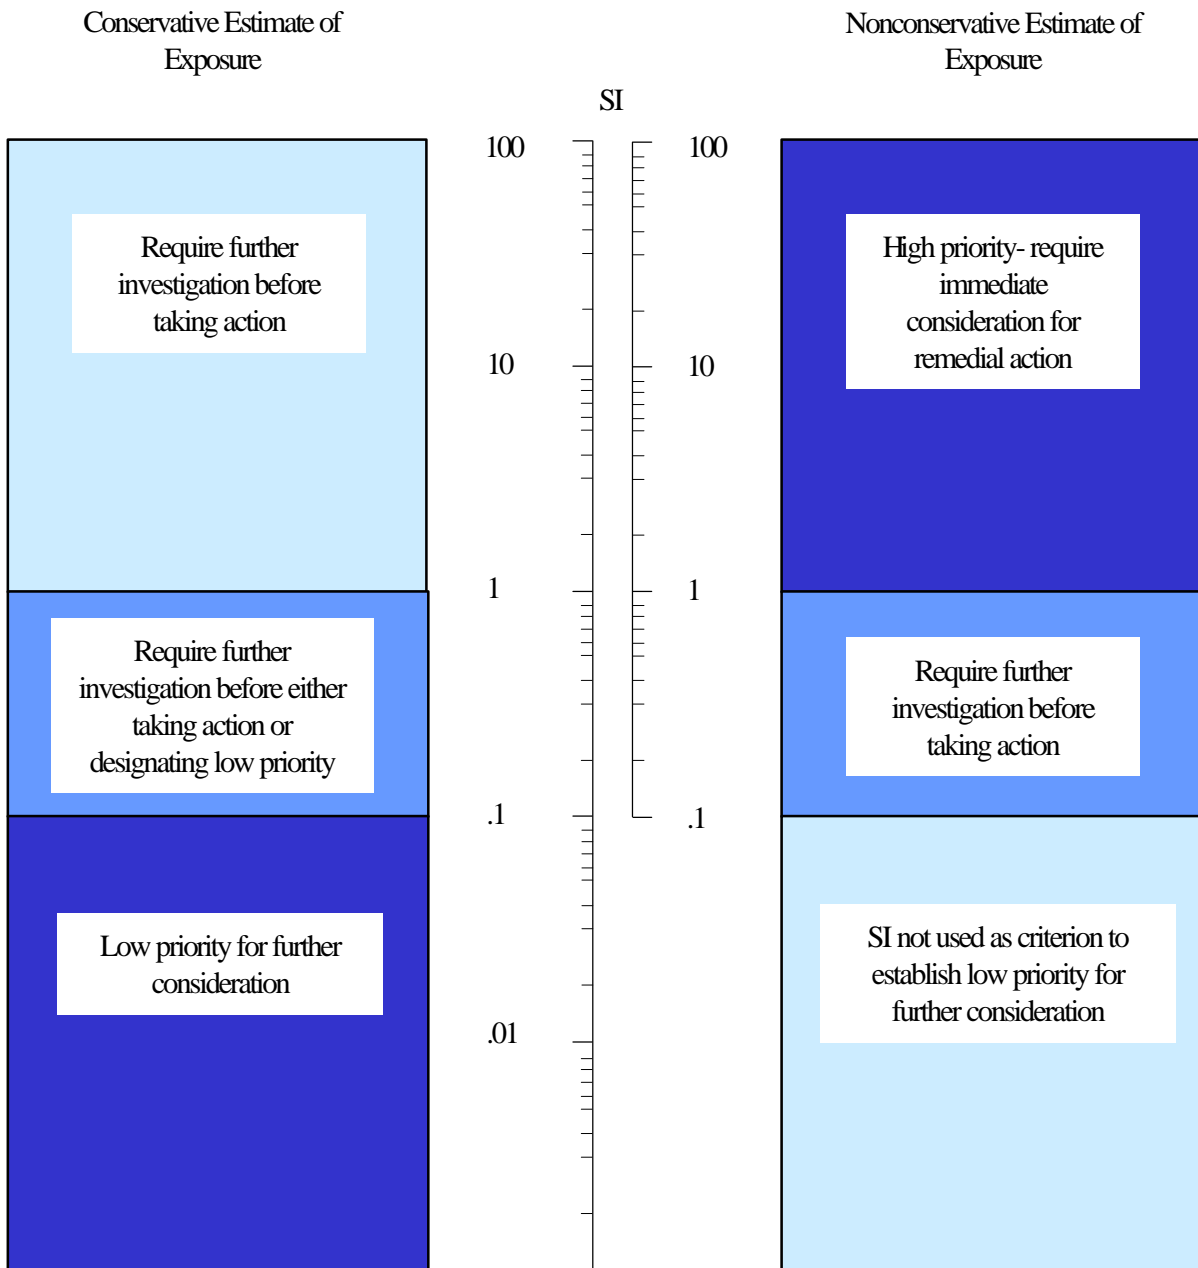 Conservative Estimate of
Exposure
Nonconservative Estimate of
Exposure
SI
100
10
1
.1
.01
100
10
1
.1
Require further
investigation before
taking action
Require further
investigation before either
taking action or
designating low priority
Low priority for further
consideration
High priority- require
immediate
consideration for
remedial action
Require further
investigation before
taking action
SI not used as criterion to
establish low priority for
further consideration